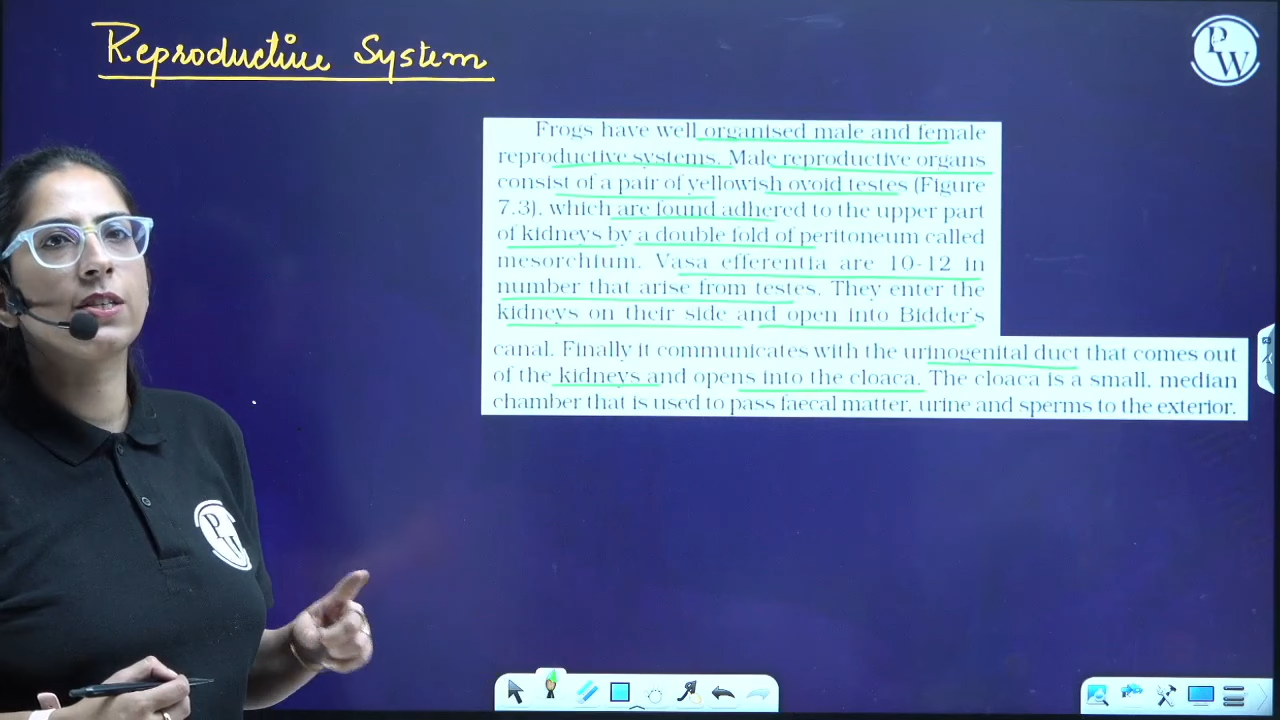 Reproductive System
PW
Frogs have well organised male and female
reproductive systems. Male reproductive organs
consist of a pair of yellowish ovoid testes (Figure
7.3), which are found adhered to the upper part
of kidneys by a double fold of peritoneum called
mesorchium. Vasa efferentia are 10-12 in
number that arise from testes. They enter the
kidneys on their side and open into Bidder's
canal. Finally it communicates with the urinogenital duct that comes out
of the kidneys and opens into the cloaca. The cloaca is a small, median
chamber that is used to pass faecal matter, urine and sperms to the exterior.
PW